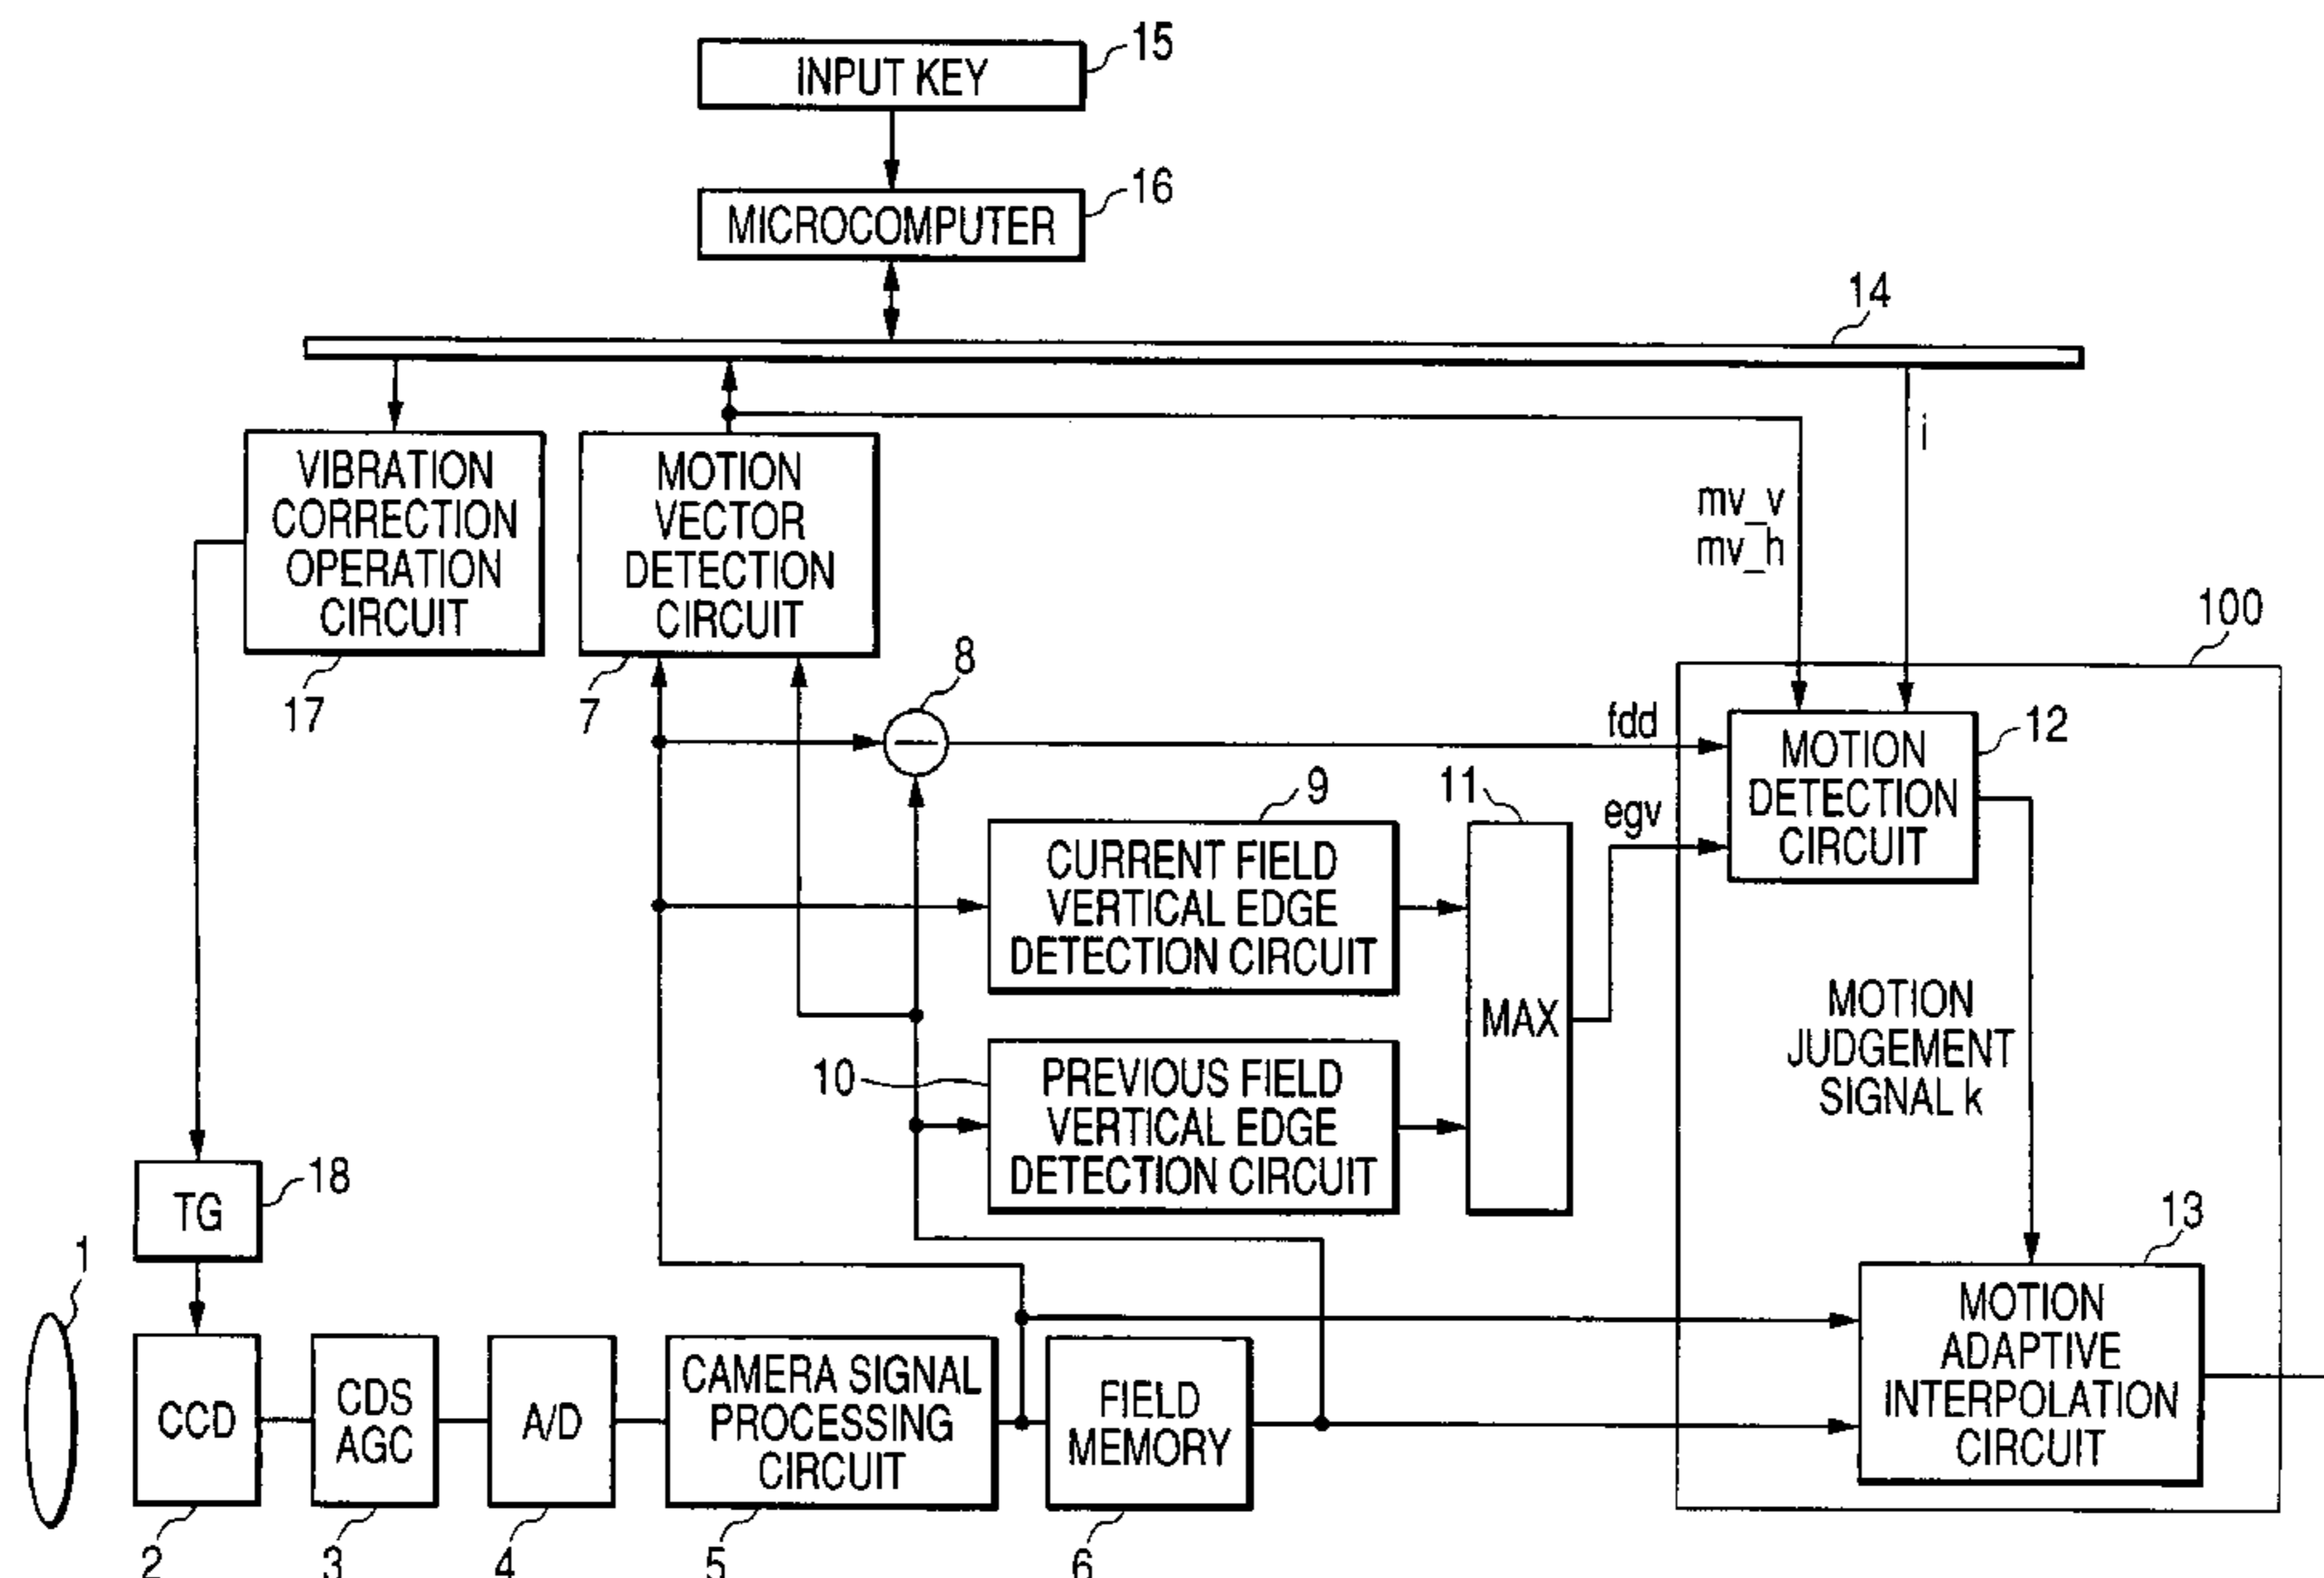 15
INPUT KEY
16
MICROCOMPUTER
14
VIBRATION
CORRECTION
OPERATION
CIRCUIT
17
MOTION
VECTOR
DETECTION
CIRCUIT
7
i
mv_v
mv_h
100
8
fdd
MOTION
DETECTION
CIRCUIT
12
9
CURRENT FIELD
VERTICAL EDGE
DETECTION CIRCUIT
11
egv
MAX
10
PREVIOUS FIELD
VERTICAL EDGE
DETECTION CIRCUIT
MOTION
JUDGEMENT
SIGNAL k
TG
18
13
1
CCD
2
CDS
AGC
3
A/D
4
CAMERA SIGNAL
PROCESSING
CIRCUIT
5
FIELD
MEMORY
6
MOTION
ADAPTIVE
INTERPOLATION
CIRCUIT